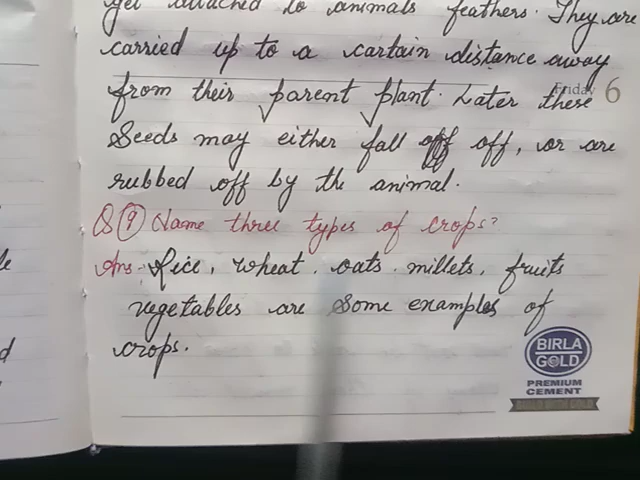 get attached to animals feathers. They are
carried up to a cartain distance away
from their parent plant. Later these
Friday 6
Seeds may either fall off off, or are
rubbed off by the animal.
Q(9) Name three types of crops?
Ans:- Rice, wheat, oats, millets, fruits
vegetables are some examples of
crops.
BIRLA
GOLD
PREMIUM
CEMENT